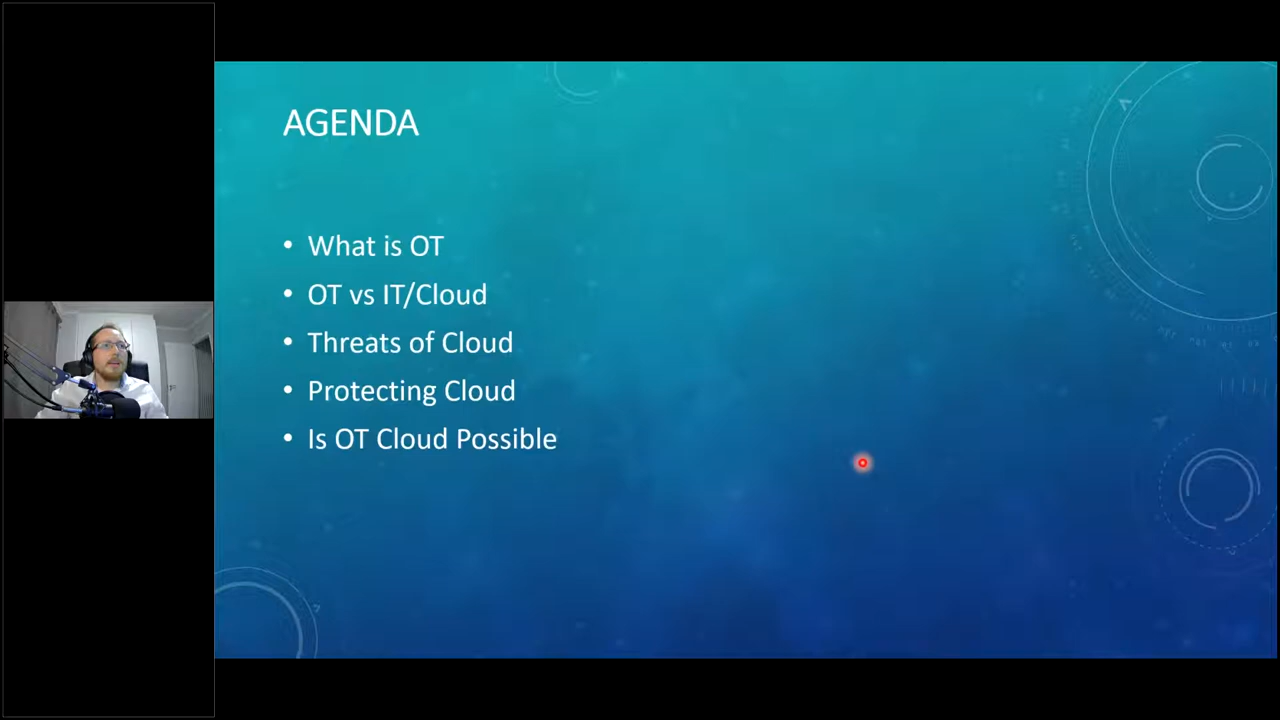 AGENDA
• What is OT
• OT vs IT/Cloud
• Threats of Cloud
• Protecting Cloud
• Is OT Cloud Possible